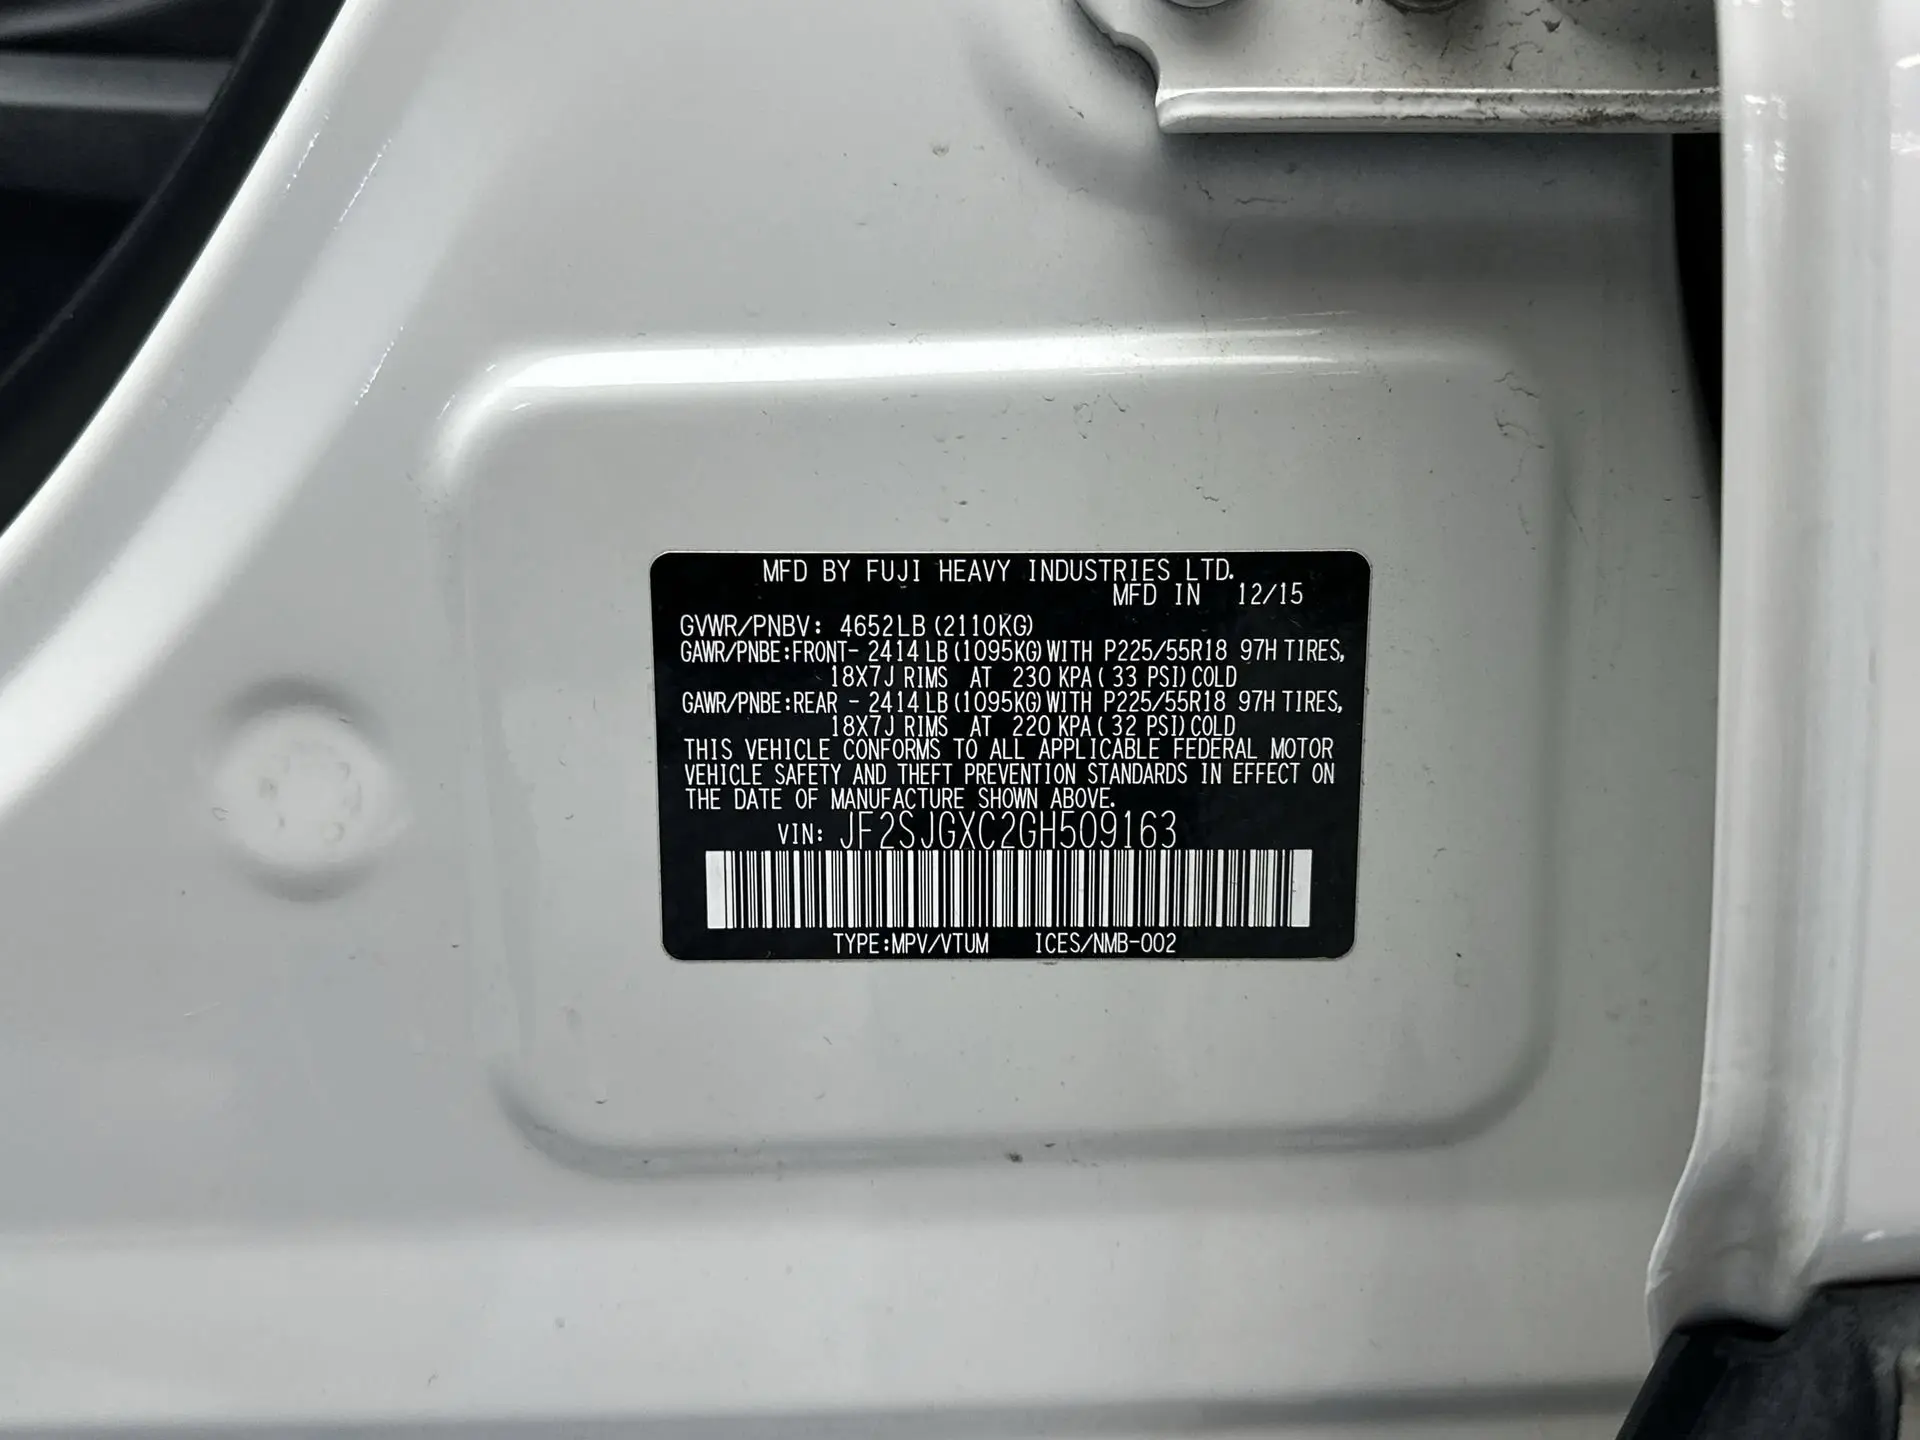 MFD BY FUJI HEAVY INDUSTRIES LTD.
MFD IN 12/15
GVWR/PNBV: 4652LB(2110KG)
GAWR/PNBE:FRONT- 2414LB(1095KG)WITH P225/55R18 97H TIRES,
18X7J RIMS AT 230 KPA( 33 PSI)COLD
GAWR/PNBE:REAR - 2414LB(1095KG)WITH P225/55R18 97H TIRES,
18X7J RIMS AT 220 KPA( 32 PSI)COLD
THIS VEHICLE CONFORMS TO ALL APPLICABLE FEDERAL MOTOR
VEHICLE SAFETY AND THEFT PREVENTION STANDARDS IN EFFECT ON
THE DATE OF MANUFACTURE SHOWN ABOVE.
VIN: JF2SJGXC2GH509163
TYPE:MPV/VTUM ICES/NMB-002